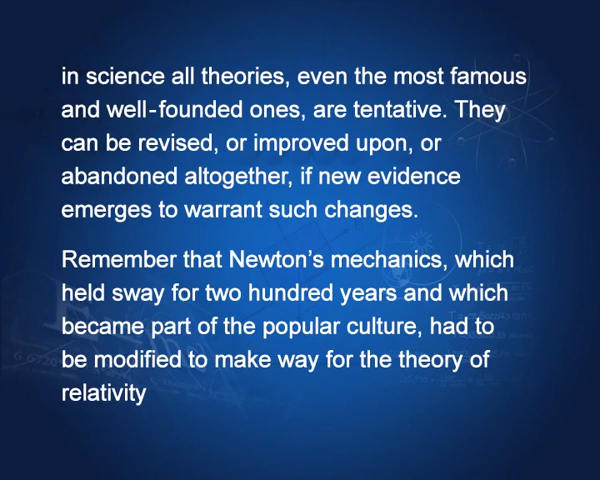 in science all theories, even the most famous
and well-founded ones, are tentative. They
can be revised, or improved upon, or
abandoned altogether, if new evidence
emerges to warrant such changes.
Remember that Newton’s mechanics, which
held sway for two hundred years and which
became part of the popular culture, had to
be modified to make way for the theory of
relativity